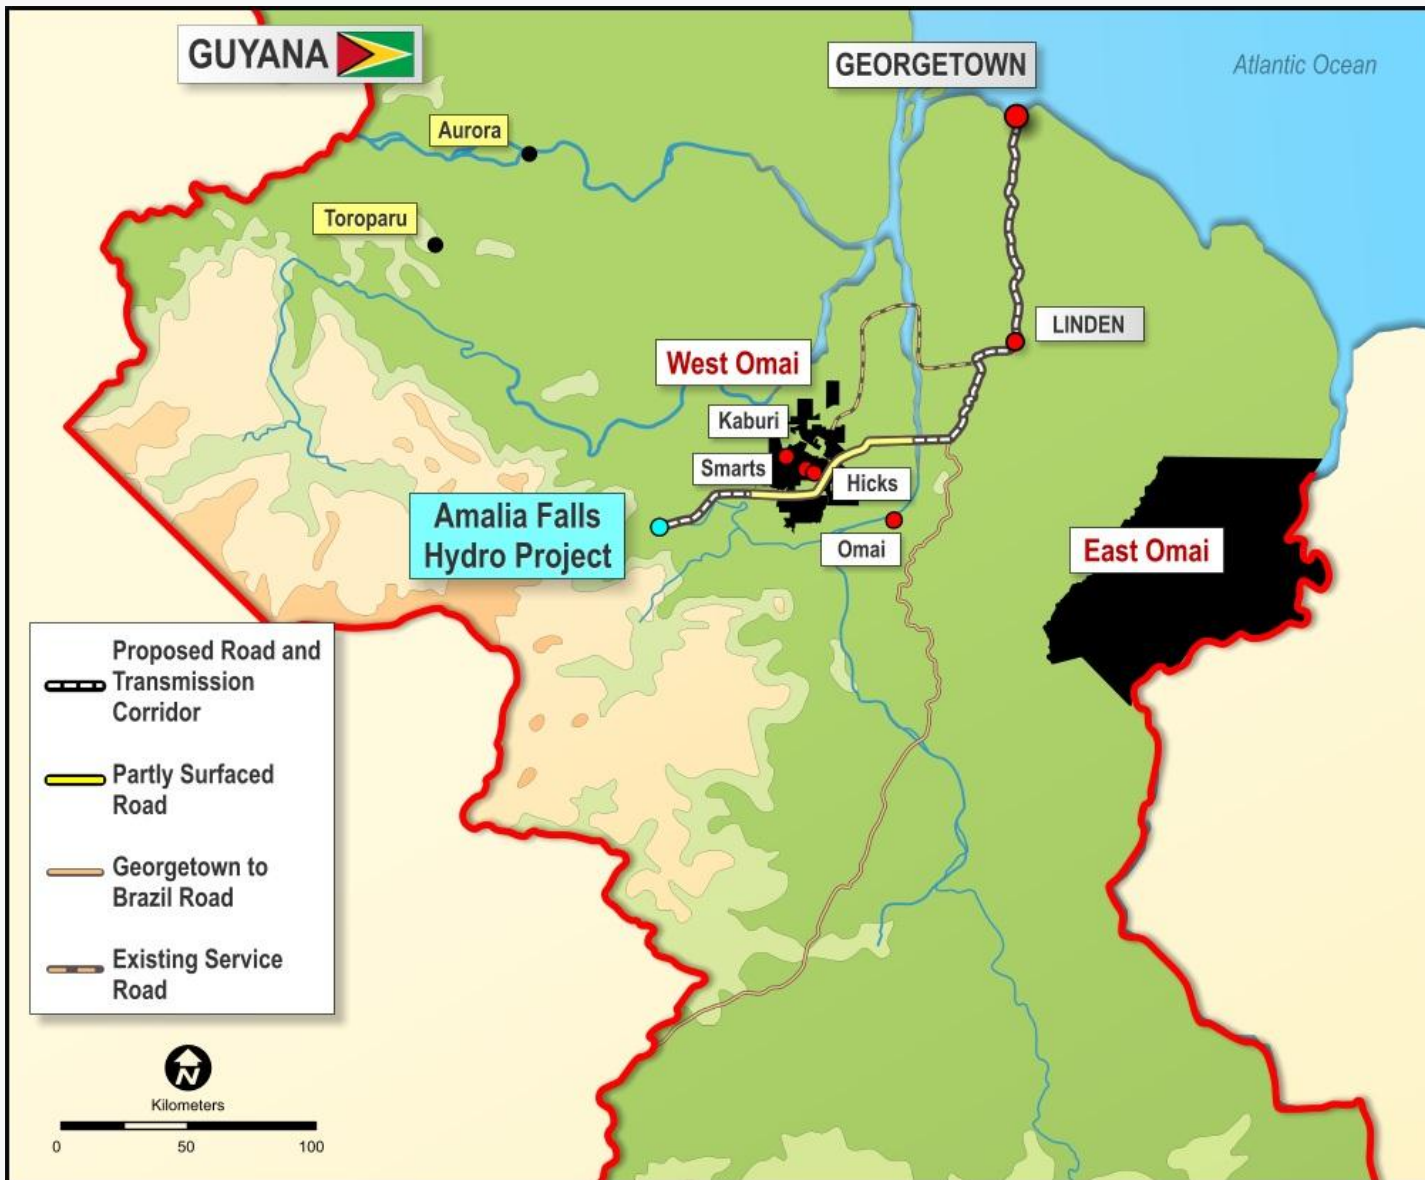 GUYANA
GEORGETOWN
Atlantic Ocean
Aurora
Toroparu
LINDEN
West Omai
Kaburi
Smarts
Hicks
Amalia Falls
Hydro Project
Omai
East Omai
Proposed Road and
Transmission
Corridor
Partly Surfaced
Road
Georgetown to
Brazil Road
Existing Service
Road
N
Kilometers
0 50 100